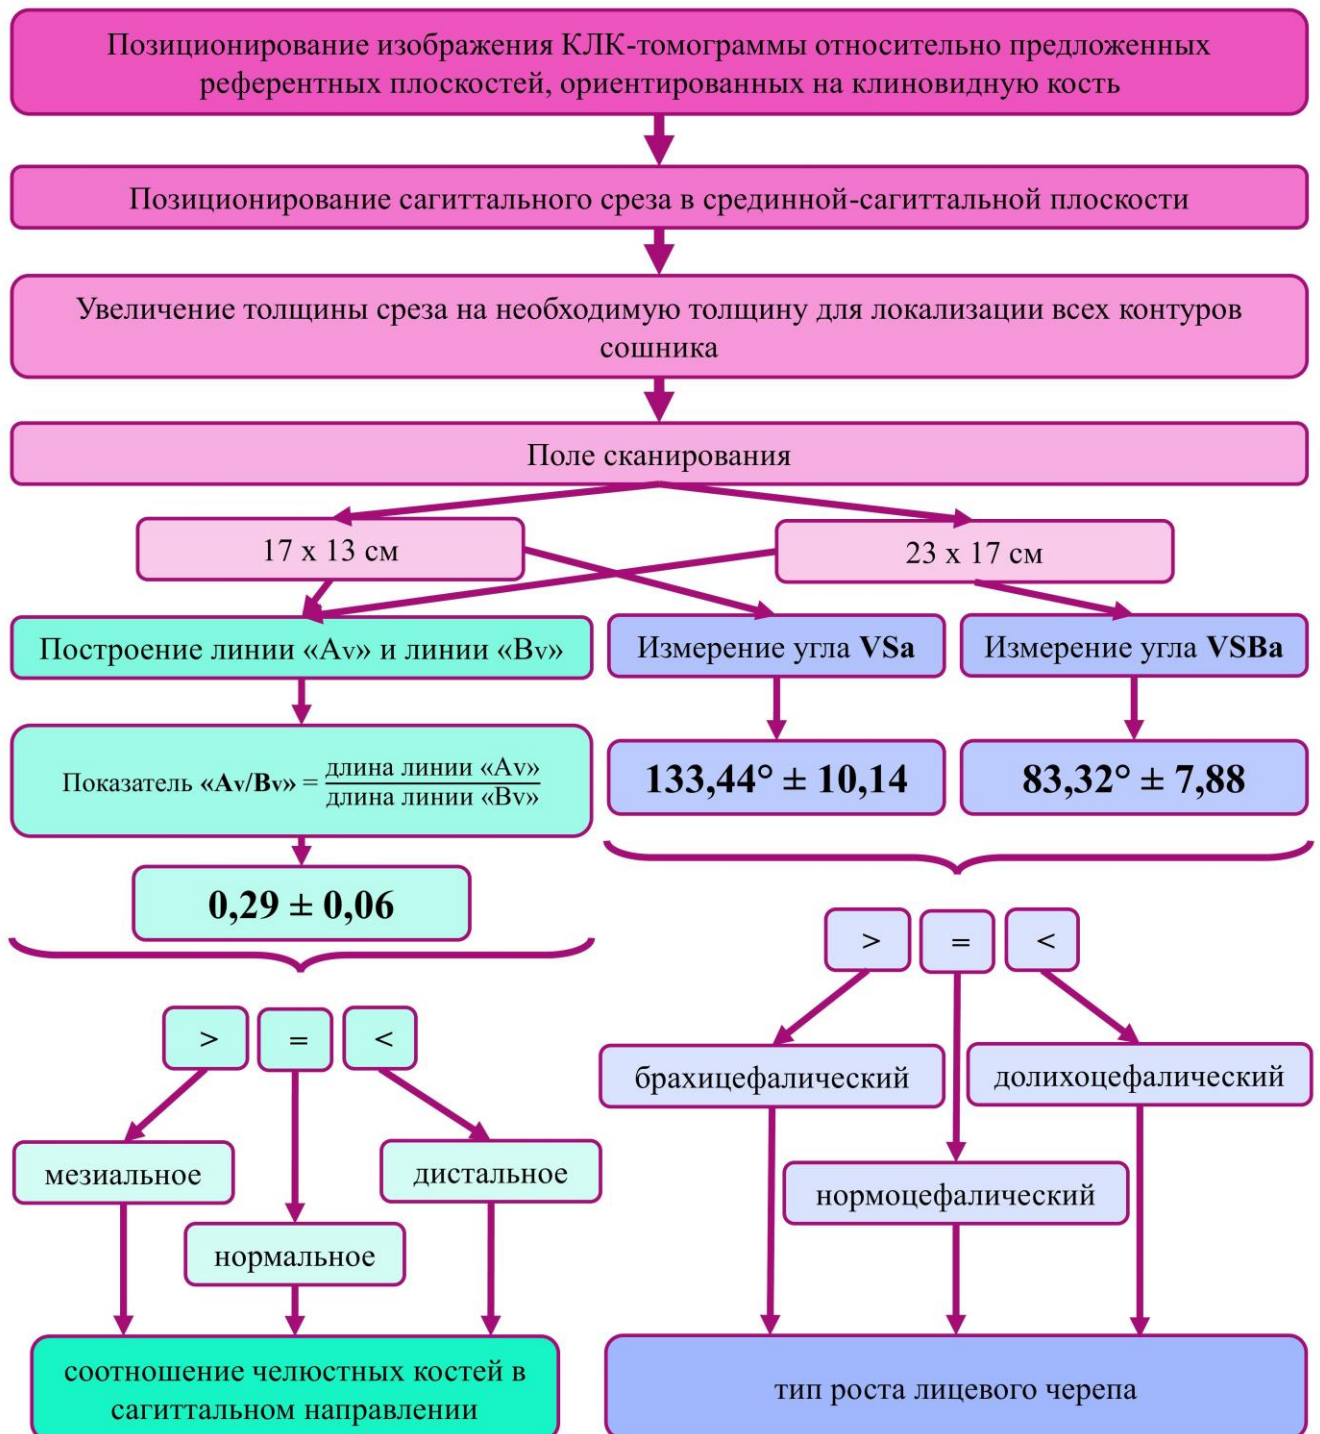 Позиционирование изображения КЛК-томограммы относительно предложенных
референтных плоскостей, ориентированных на клиновидную кость
Позиционирование сагиттального среза в срединной-сагиттальной плоскости
Увеличение толщины среза на необходимую толщину для локализации всех контуров
сошника
Поле сканирования
17 х 13 см
23 х 17 см
Построение линии «Av» и линии «Bv»
Измерение угла VSa
Измерение угла VSBa
Показатель «Av/Bv» = длина линии «Av»
длина линии «Bv»
133,44° ± 10,14
83,32° ± 7,88
0,29 ± 0,06
> = <
брахицефалический
долихоцефалический
нормоцефалический
> = <
мезиальное
дистальное
нормальное
соотношение челюстных костей в
сагиттальном направлении
тип роста лицевого черепа